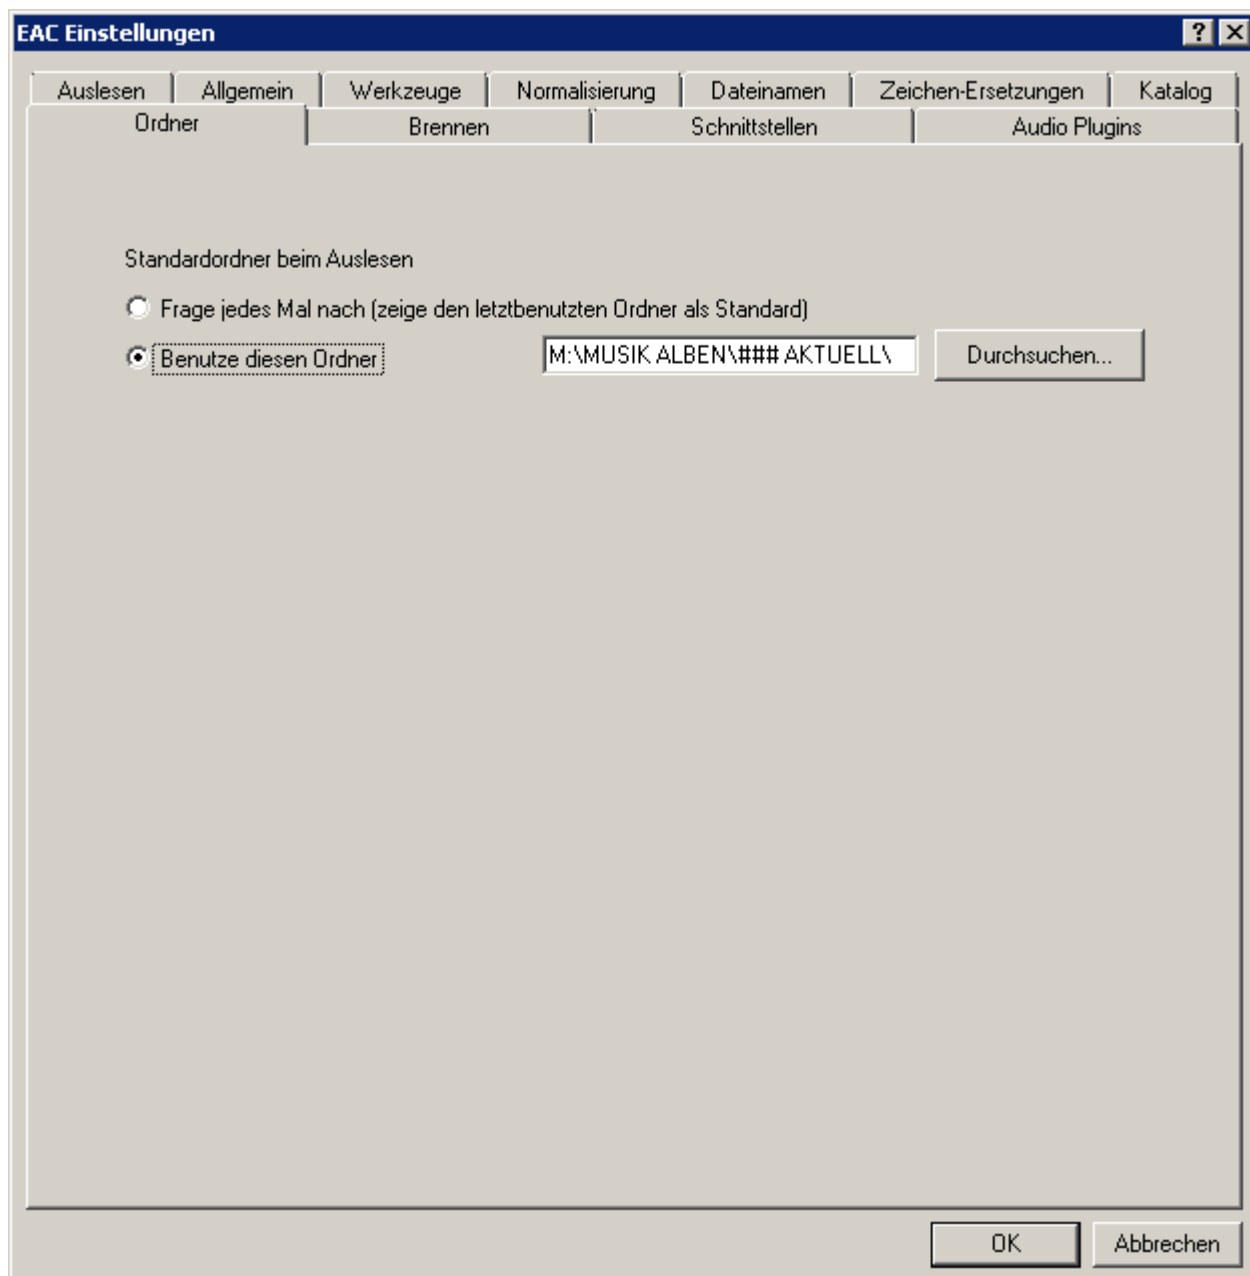 EAC Einstellungen
Auslesen Allgemein Werkzeuge Normalisierung Dateinamen Zeichen-Ersetzungen Katalog
Ordner Brennen Schnittstellen Audio Plugins
Standardordner beim Auslesen
Frage jedes Mal nach (zeige den letztbenutzten Ordner als Standard)
Benutze diesen Ordner M:\MUSIK ALBEN\### AKTUELL\ Durchsuchen...
OK Abbrechen